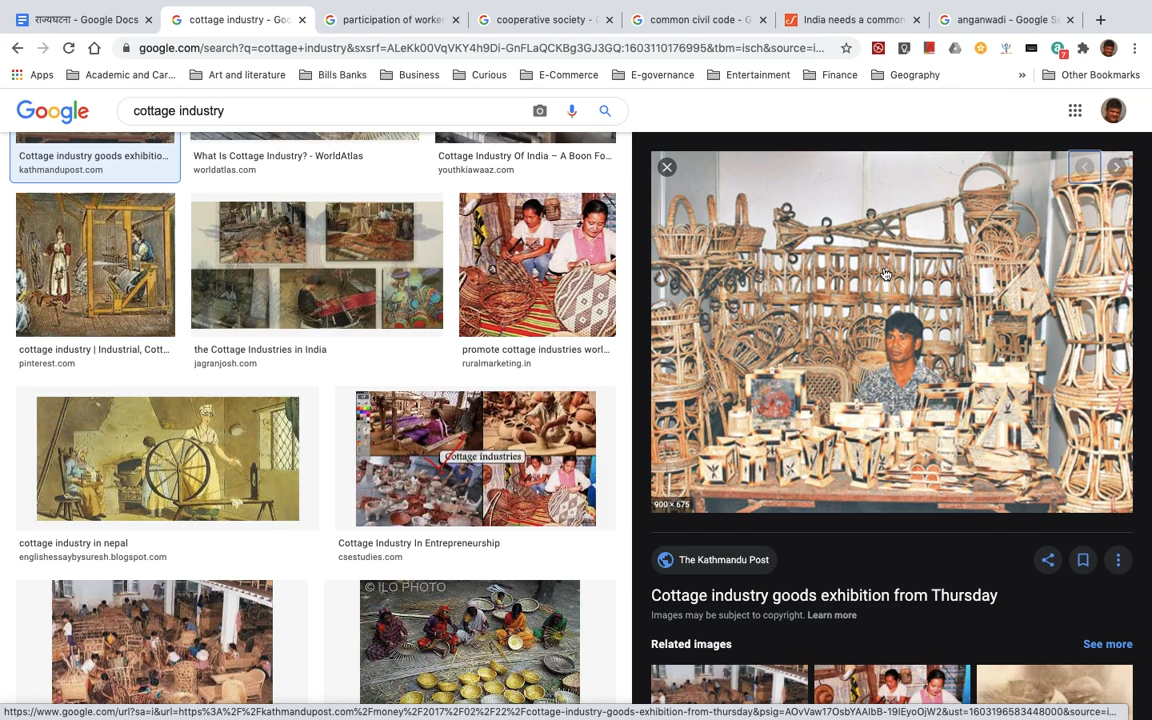 राज्यघटना - Google Docs
cottage industry - Goo
participation of worker
cooperative society - G
common civil code - G
India needs a common
anganwadi - Google Se
google.com/search?q=cottage+industry&sxsrf=ALeKk00VqVKY4h9Di-GnFLaQCKBg3GJ3GQ:1603110176995&tbm=isch&source=i...
7
Apps
Academic and Car...
Art and literature
Bills Banks
Business
Curious
E-Commerce
E-governance
Entertainment
Finance
Geography
»
Other Bookmarks
Google
cottage industry
Cottage industry goods exhibitio...
kathmandupost.com
What Is Cottage Industry? - WorldAtlas
worldatlas.com
Cottage Industry Of India – A Boon Fo...
youthkiawaaz.com
cottage industry | Industrial, Cott...
pinterest.com
the Cottage Industries in India
jagranjosh.com
promote cottage industries worl...
ruralmarketing.in
Cottage industries
cottage industry in nepal
englishessaybysuresh.blogspot.com
Cottage Industry In Entrepreneurship
csestudies.com
© ILO PHOTO
900 × 675
The Kathmandu Post
Cottage industry goods exhibition from Thursday
Images may be subject to copyright. Learn more
Related images
See more
https://www.google.com/url?sa=i&url=https%3A%2F%2Fkathmandupost.com%2Fmoney%2F2017%2F02%2F22%2Fcottage-industry-goods-exhibition-from-thursday&psig=AOvVaw17OsbYAAIbB-19IEyoOjW2&ust=1603196583448000&source=i...